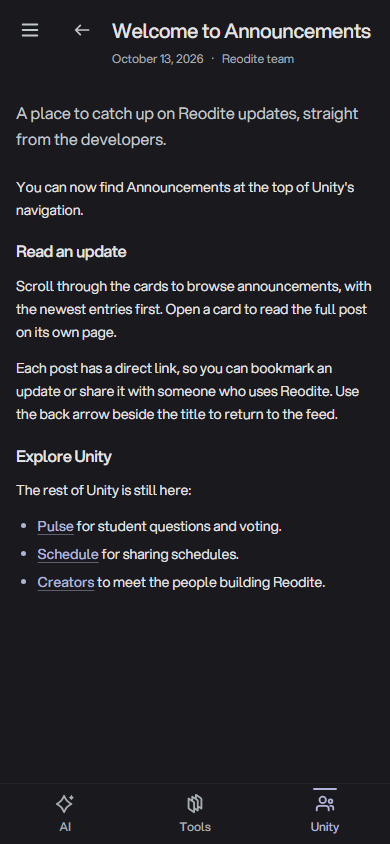 Welcome to Announcements
October 13, 2026 · Reodite team
A place to catch up on Reodite updates, straight
from the developers.
You can now find Announcements at the top of Unity's
navigation.
Read an update
Scroll through the cards to browse announcements, with
the newest entries first. Open a card to read the full post
on its own page.
Each post has a direct link, so you can bookmark an
update or share it with someone who uses Reodite. Use
the back arrow beside the title to return to the feed.
Explore Unity
The rest of Unity is still here:
• Pulse for student questions and voting.
• Schedule for sharing schedules.
• Creators to meet the people building Reodite.
AI
Tools
Unity